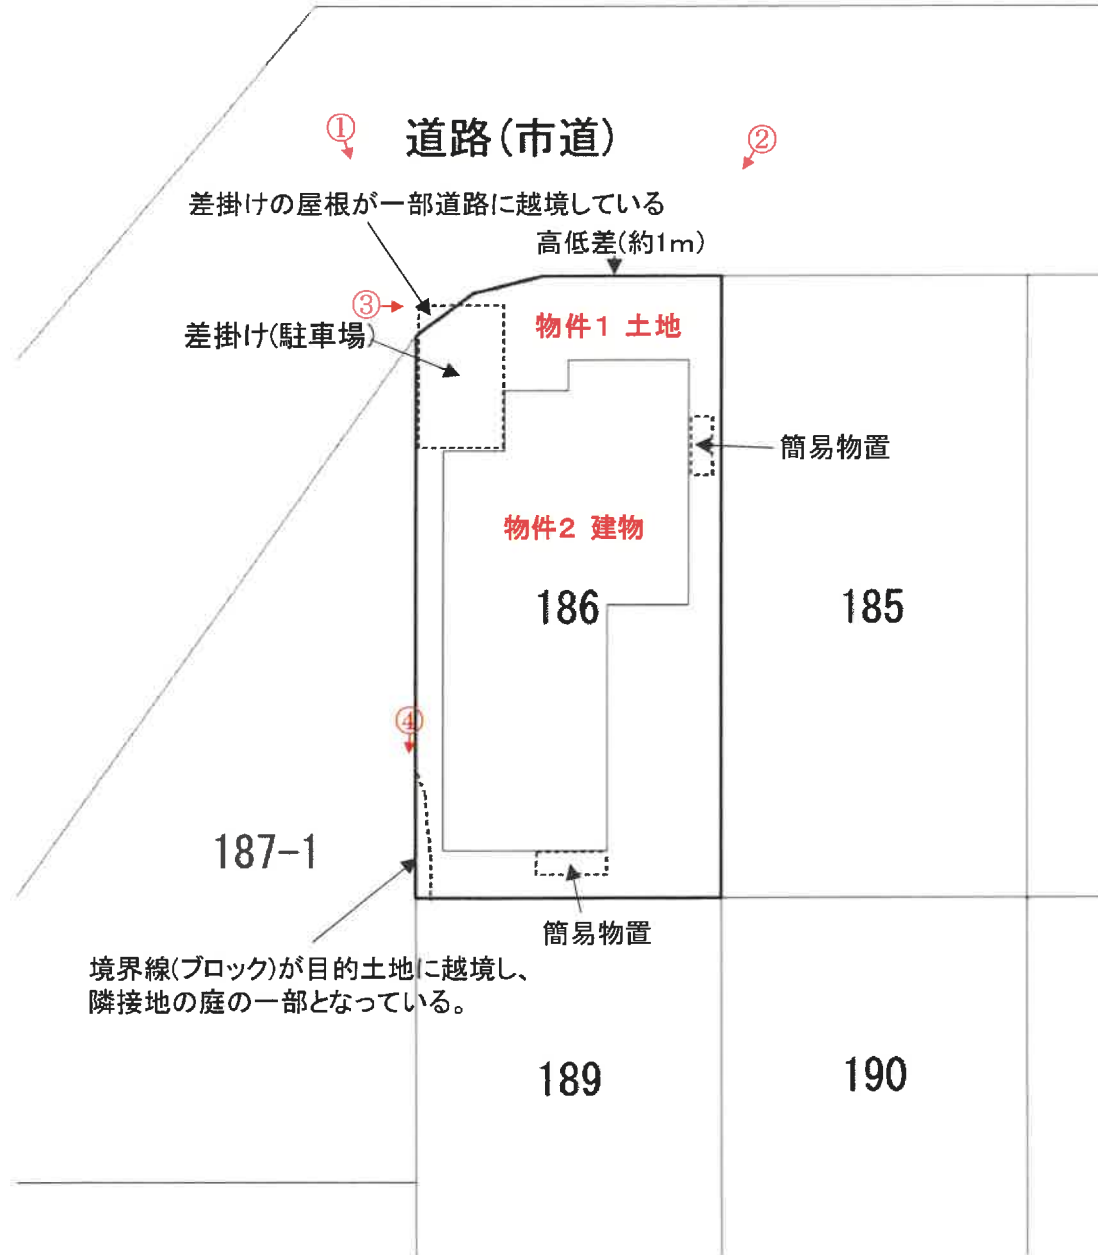 ① 道路(市道) ②
差掛けの屋根が一部道路に越境している
高低差(約1m)
③
差掛け(駐車場)
物件1 土地
簡易物置
物件2 建物
186
185
④
187-1
簡易物置
境界線(ブロック)が目的土地に越境し、
隣接地の庭の一部となっている。
189
190